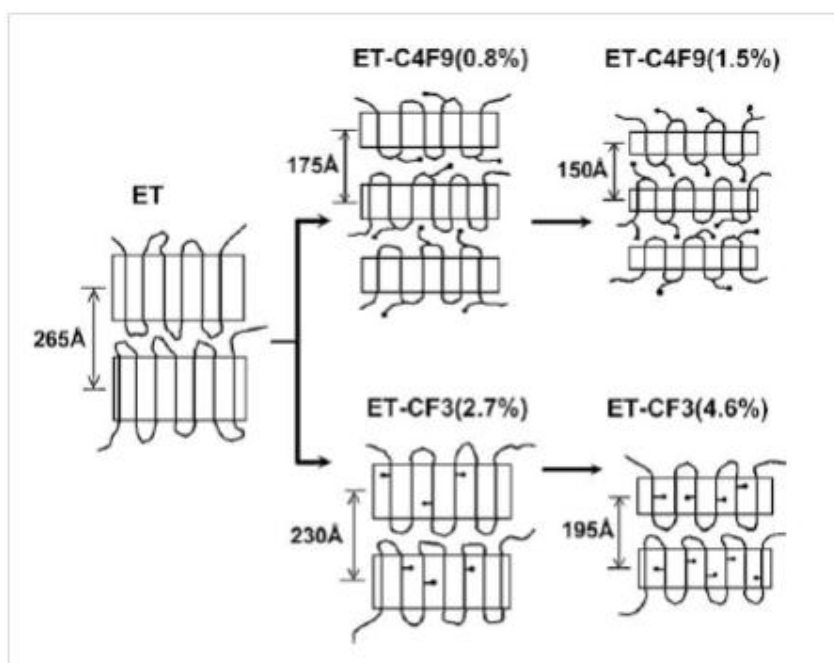 ET-C4F9(0.8%)
ET-C4F9(1.5%)
175Å
150Å
ET
265Å
ET-CF3(2.7%)
ET-CF3(4.6%)
230Å
195Å